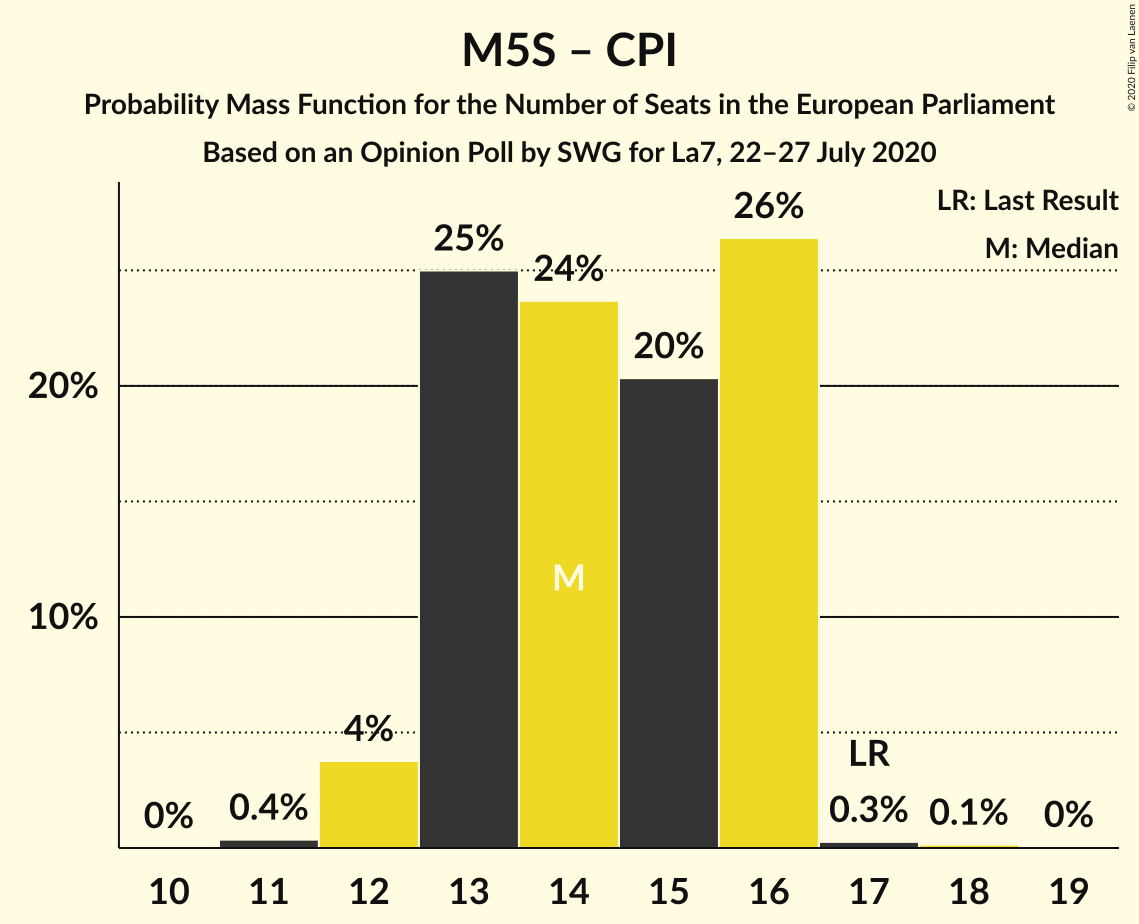 M5S – CPI
Probability Mass Function for the Number of Seats in the European Parliament
Based on an Opinion Poll by SWG for La7, 22–27 July 2020
© 2020 Filip van Laenen
LR: Last Result
M: Median
26%
25%
24%
20%
20%
M
10%
4%
LR
0%
0.4%
0.3%
0.1%
0%
10 11 12 13 14 15 16 17 18 19